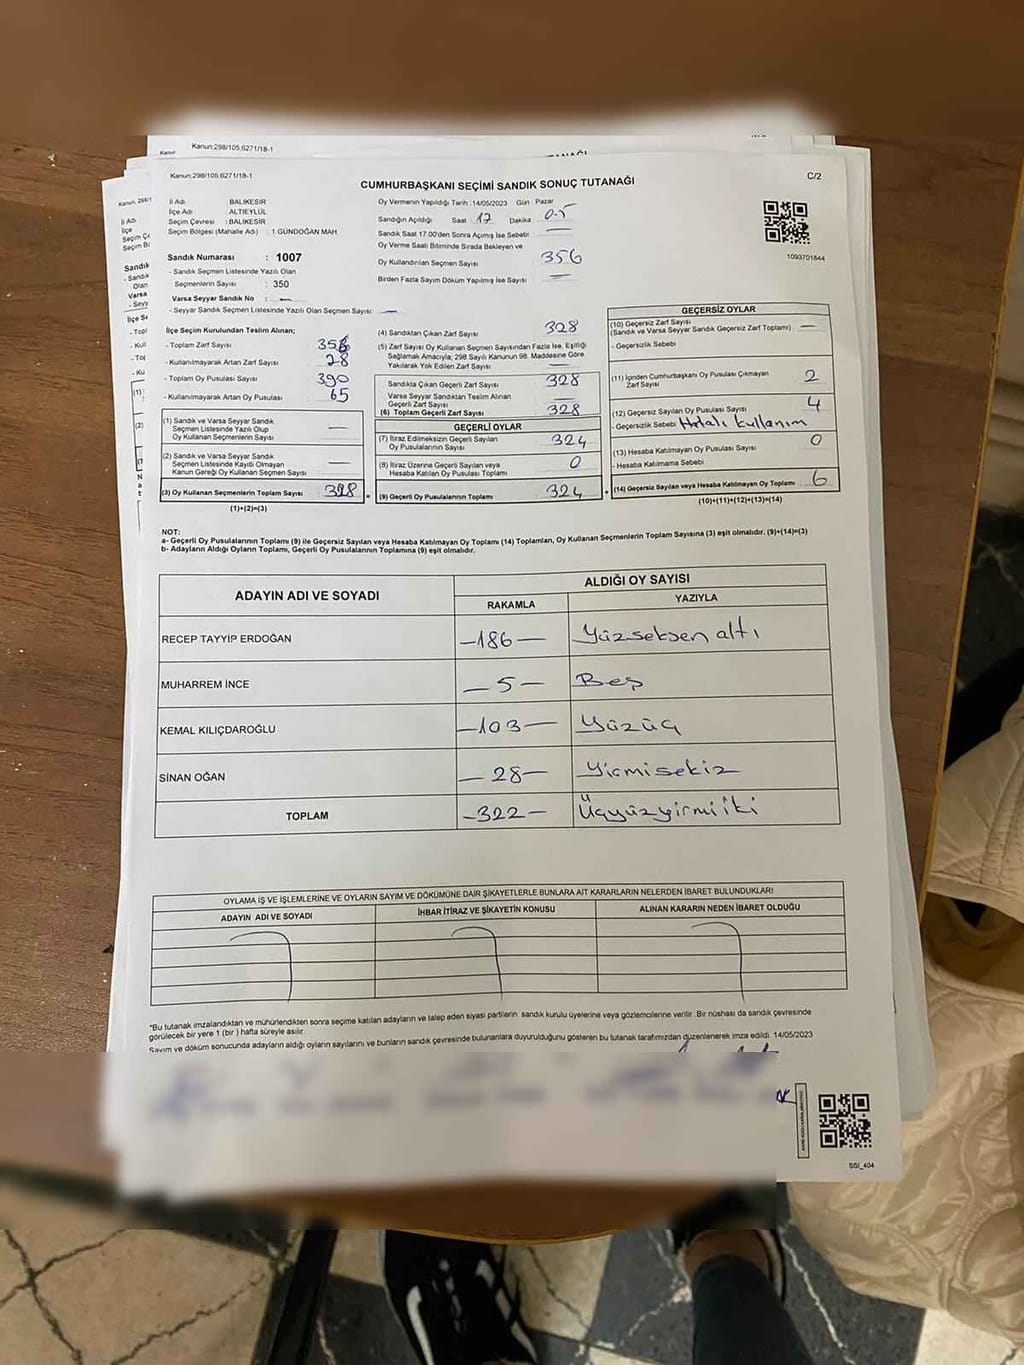 Kanun:298/105,6271/18-1
Kanun:298/105,6271/18-1
C/2
CUMHURBAŞKANI SEÇİMİ SANDIK SONUÇ TUTANAĞI
İl Adı : BALIKESİR
İlçe Adı : ALTIEYLÜL
Seçim Çevresi : BALIKESİR
Seçim Bölgesi (Mahalle Adı) : 1.GÜNDOĞAN MAH
Oy Vermenin Yapıldığı Tarih :14/05/2023 Gün : Pazar
Sandığın Açıldığı Saat 17 Dakika 05
Sandık Saat 17.00'den Sonra Açımış İse Sebebi : —
Oy Verme Saati Bitiminde Sırada Bekleyen ve
Oy Kullandırılan Seçmen Sayısı 356
Birden Fazla Sayım Döküm Yapılmış İse Sayısı : —
1093701844
Sandık Numarası : 1007
- Sandık Seçmen Listesinde Yazılı Olan
Seçmenlerin Sayısı : 350
Varsa Seyyar Sandık No : —
- Seyyar Sandık Seçmen Listesinde Yazılı Olan Seçmen Sayısı: —
İlçe Seçim Kurulundan Teslim Alınan;
- Toplam Zarf Sayısı
- Kullanılmayarak Artan Zarf Sayısı 28
- Toplam Oy Pusulası Sayısı 390
- Kullanılmayarak Artan Oy Pusulası 65
(1) Sandık ve Varsa Seyyar Sandık
Seçmen Listesinde Yazılı Olup
Oy Kullanan Seçmenlerin Sayısı —
(2) Sandık ve Varsa Seyyar Sandık
Seçmen Listesinde Kayıtlı Olmayan
Kanun Gereği Oy Kullanan Seçmen Sayısı —
(3) Oy Kullanan Seçmenlerin Toplam Sayısı 328 =
(1)+(2)=(3)
(4) Sandıktan Çıkan Zarf Sayısı 328
(5) Zarf Sayısı Oy Kullanan Seçmen Sayısından Fazla İse, Eşitliği
Sağlamak Amacıyla; 298 Sayılı Kanunun 98. Maddesine Göre
Yakılarak Yok Edilen Zarf Sayısı —
Sandıkta Çıkan Geçerli Zarf Sayısı 328
Varsa Seyyar Sandıktan Teslim Alınan
Geçerli Zarf Sayısı —
(6) Toplam Geçerli Zarf Sayısı 328
GEÇERLİ OYLAR
(7) İtiraz Edilmeksizin Geçerli Sayılan
Oy Pusulalarının Sayısı 324
(8) İtiraz Üzerine Geçerli Sayılan veya
Hesaba Katılan Oy Pusulası Toplamı 0
(9) Geçerli Oy Pusulalarının Toplamı 324 +
GEÇERSİZ OYLAR
(10) Geçersiz Zarf Sayısı
(Sandık ve Varsa Seyyar Sandık Geçersiz Zarf Toplamı) —
- Geçersizlik Sebebi
(11) İçinden Cumhurbaşkanı Oy Pusulası Çıkmayan
Zarf Sayısı 2
(12) Geçersiz Sayılan Oy Pusulası Sayısı 4
- Geçersizlik Sebebi Hatalı Kullanım
(13) Hesaba Katılmayan Oy Pusulası Sayısı 0
- Hesaba Katılmama Sebebi
(14) Geçersiz Sayılan veya Hesaba Katılmayan Oy Toplamı 6
(10)+(11)+(12)+(13)=(14)
NOT:
a- Geçerli Oy Pusulalarının Toplamı (9) ile Geçersiz Sayılan veya Hesaba Katılmayan Oy Toplamı (14) Toplamları, Oy Kullanan Seçmenlerin Toplam Sayısına (3) eşit olmalıdır. (9)+(14)=(3)
b- Adayların Aldığı Oyların Toplamı, Geçerli Oy Pusulalarının Toplamına (9) eşit olmalıdır.
ADAYIN ADI VE SOYADI ALDIĞI OY SAYISI
RAKAMLA YAZIYLA
RECEP TAYYİP ERDOĞAN —186— Yüzseksen altı
MUHARREM İNCE —5— Beş
KEMAL KILIÇDAROĞLU —103— Yüzüç
SİNAN OĞAN —28— Yirmisekiz
TOPLAM —322— Üçyüzyirmiiki
OYLAMA İŞ VE İŞLEMLERİNE VE OYLARIN SAYIM VE DÖKÜMÜNE DAİR ŞİKAYETLERLE BUNLARA AİT KARARLARIN NELERDEN İBARET BULUNDUKLARI
ADAYIN ADI VE SOYADI İHBAR İTİRAZ VE ŞİKAYETİN KONUSU ALINAN KARARIN NEDEN İBARET OLDUĞU
*Bu tutanak imzalandıktan ve mühürlendikten sonra seçime katılan adayların ve talep eden siyasi partilerin sandık kurulu üyelerine veya gözlemcilerine verilir. Bir nüshası da sandık çevresinde
görülecek bir yere 1 (bir ) hafta süreyle asılır.
Sayım ve döküm sonucunda adayların aldığı oyların sayılarını ve bunların sandık çevresinde bulunanlara duyurulduğunu gösteren bu tutanak tarafımızdan düzenlenerek imza edildi. 14/05/2023
SGI_404